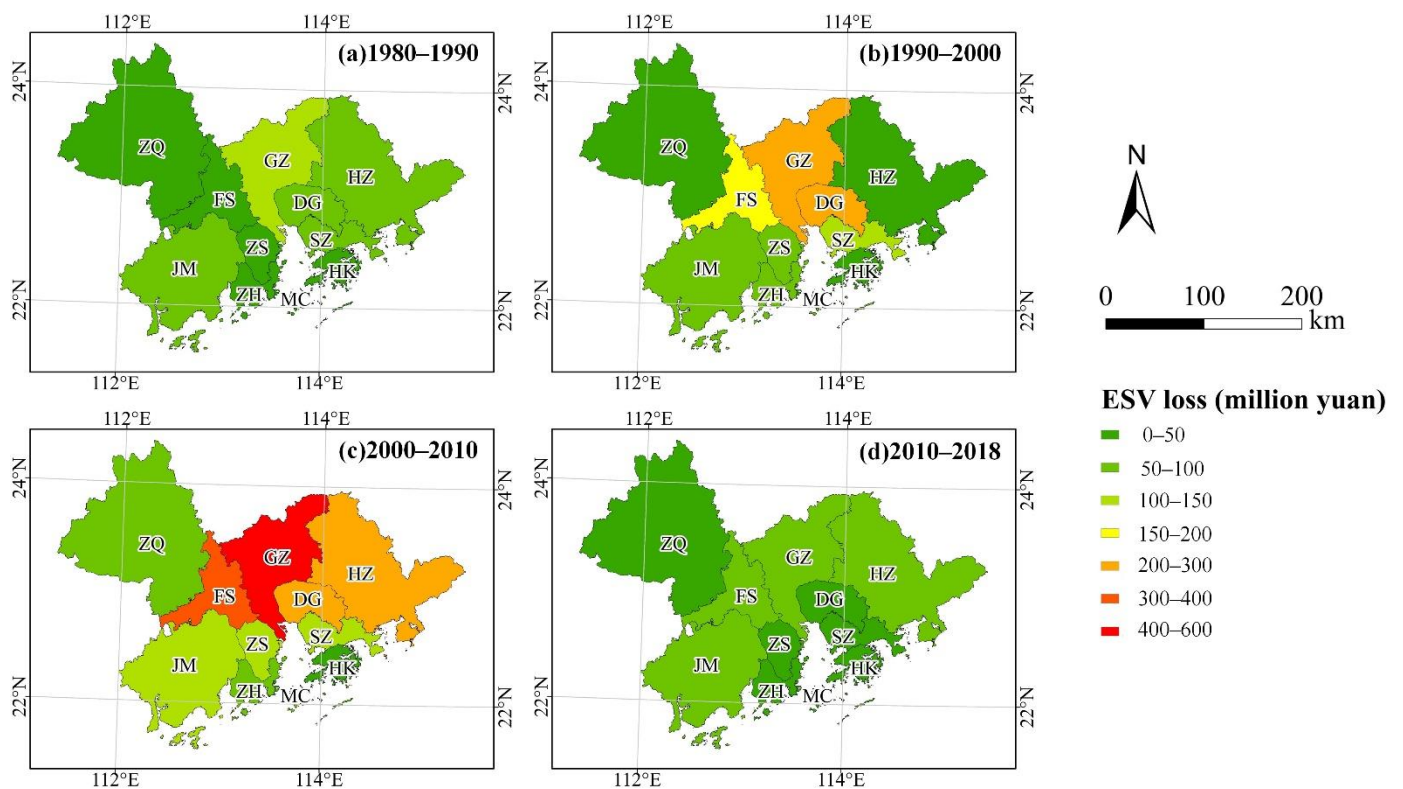 112°E 114°E
(a)1980–1990
24°N 24°N
ZQ
GZ
HZ
FS
DG
ZS
SZ
JM
HK
ZH
MC
22°N 22°N
112°E 114°E
112°E 114°E
(b)1990–2000
24°N 24°N
ZQ
GZ
HZ
FS
DG
ZS
SZ
JM
HK
ZH
MC
22°N 22°N
112°E 114°E
112°E 114°E
(c)2000–2010
24°N 24°N
ZQ
GZ
HZ
FS
DG
ZS
SZ
JM
HK
ZH
MC
22°N 22°N
112°E 114°E
112°E 114°E
(d)2010–2018
24°N 24°N
ZQ
GZ
HZ
FS
DG
ZS
SZ
JM
HK
ZH
MC
22°N 22°N
112°E 114°E
N
0 100 200
km
ESV loss (million yuan)
0–50
50–100
100–150
150–200
200–300
300–400
400–600